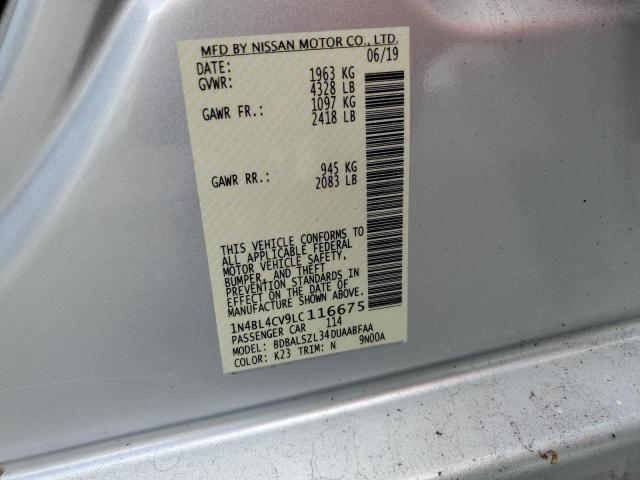 MFD BY NISSAN MOTOR CO., LTD.
DATE: 06/19
GVWR: 1963 KG
4328 LB
GAWR FR.: 1097 KG
2418 LB
GAWR RR.: 945 KG
2083 LB
THIS VEHICLE CONFORMS TO
ALL APPLICABLE FEDERAL
MOTOR VEHICLE SAFETY,
BUMPER, AND THEFT
PREVENTION STANDARDS IN
EFFECT ON THE DATE OF
MANUFACTURE SHOWN ABOVE.
1N4BL4CV9LC116675
PASSENGER CAR 114
MODEL: BDBALSZL34DUAABFAA
COLOR: K23 TRIM: N 9N00A